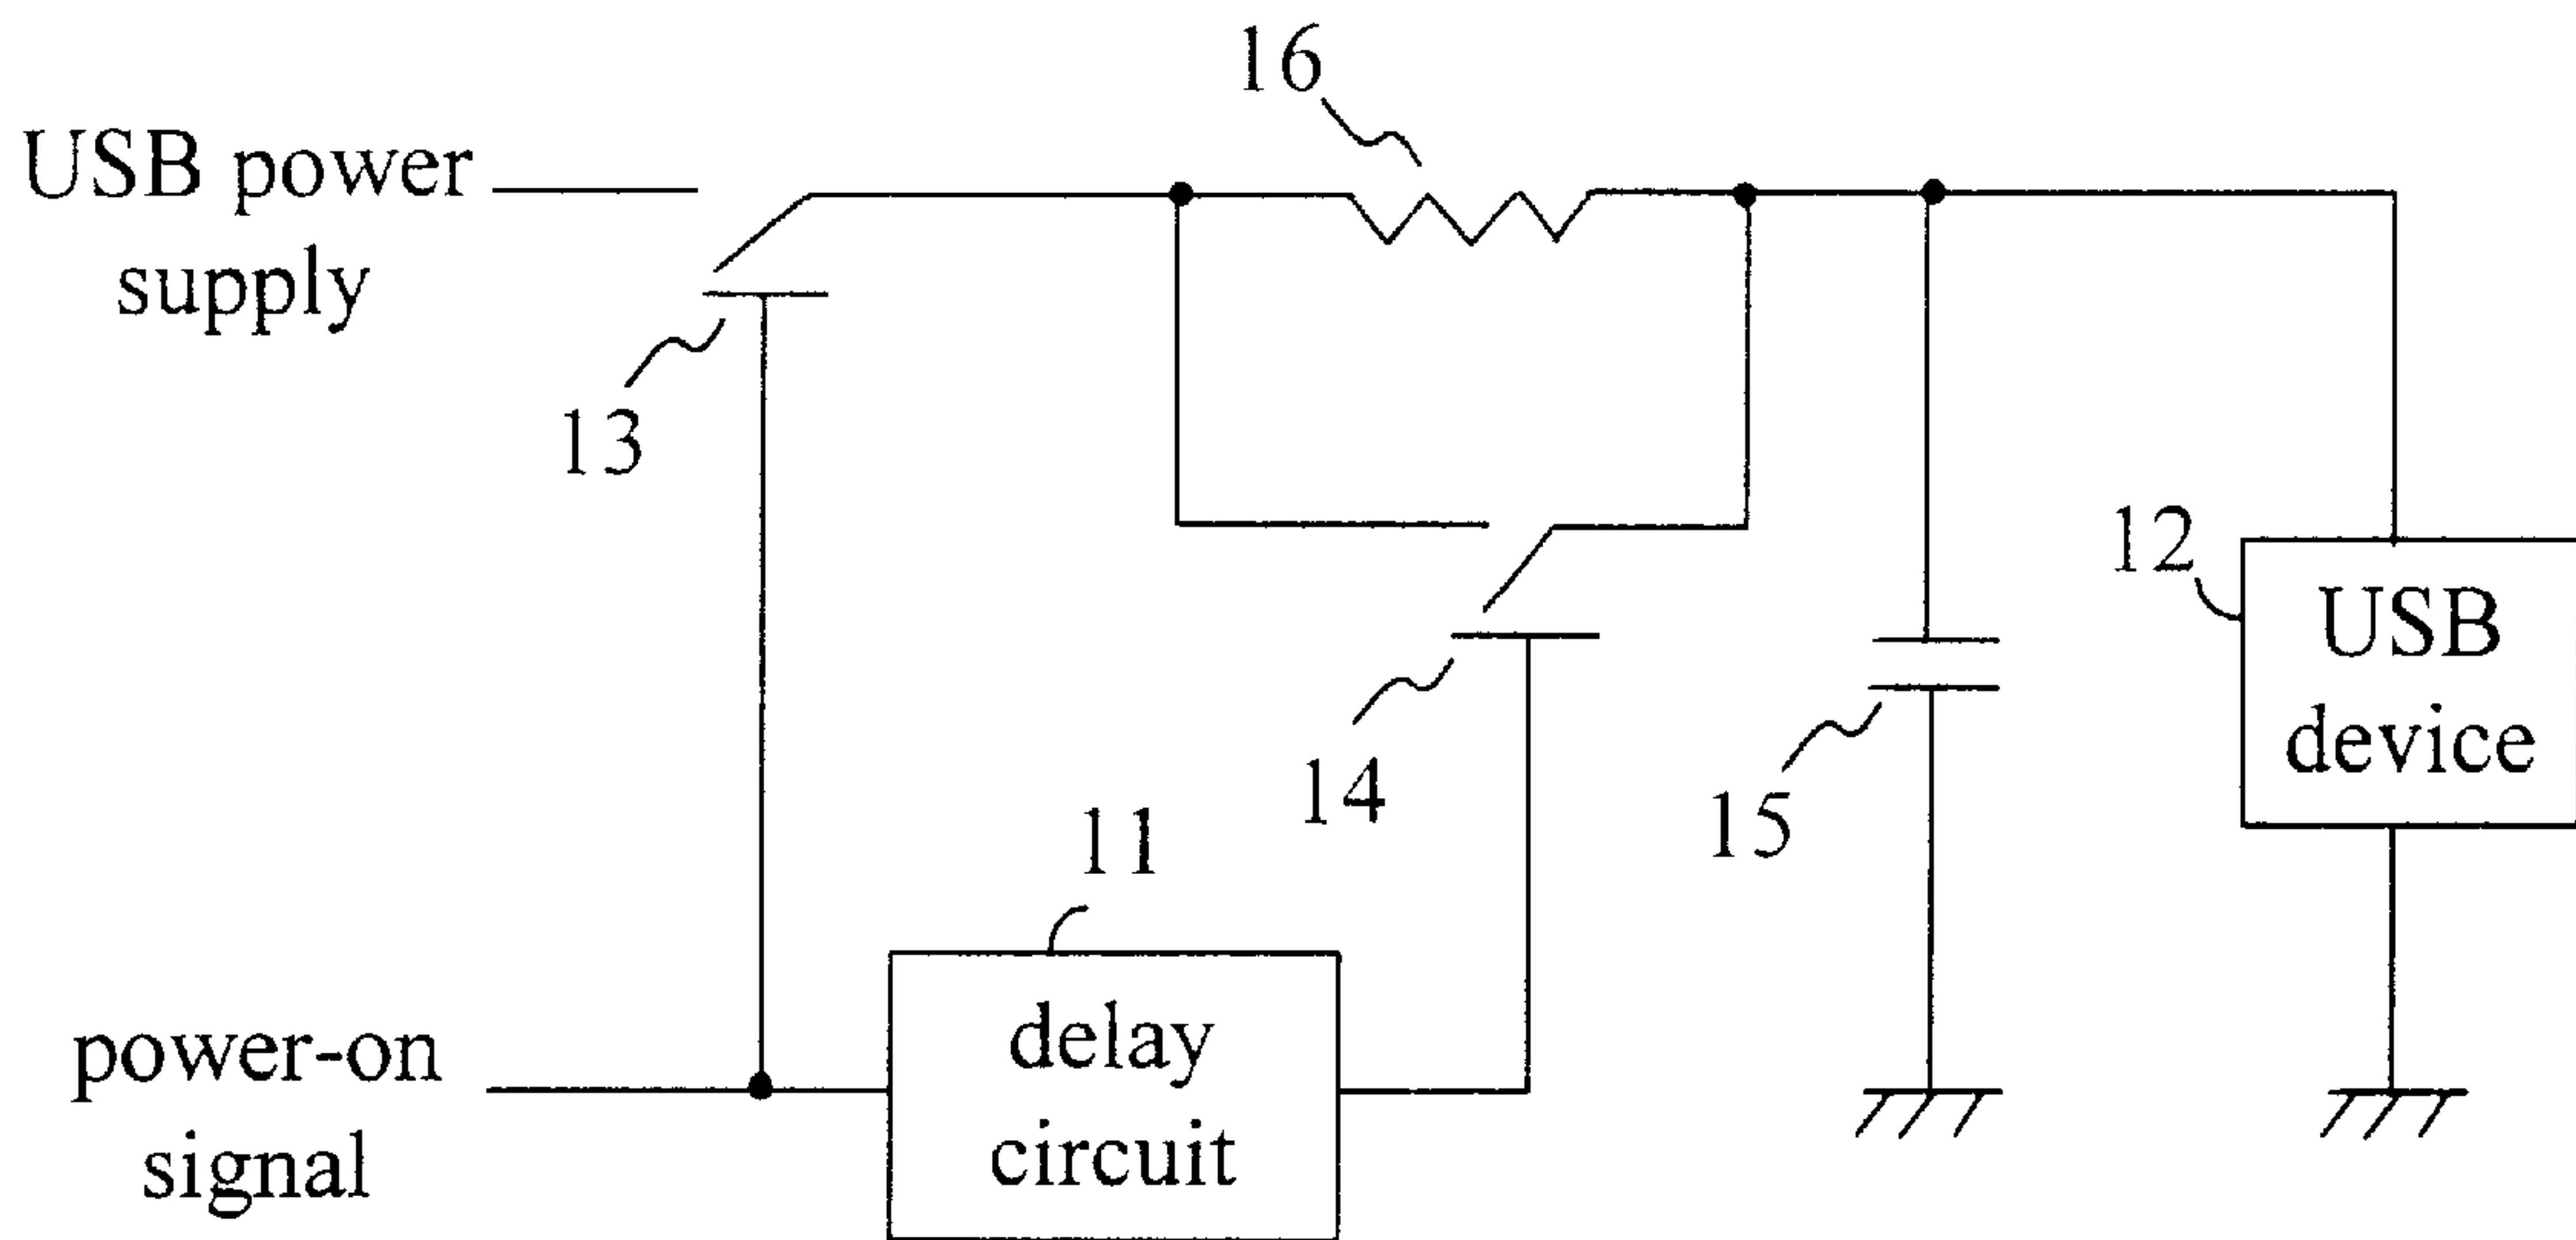 16
USB power
supply
13
12
USB
device
14
15
11
delay
circuit
power-on
signal